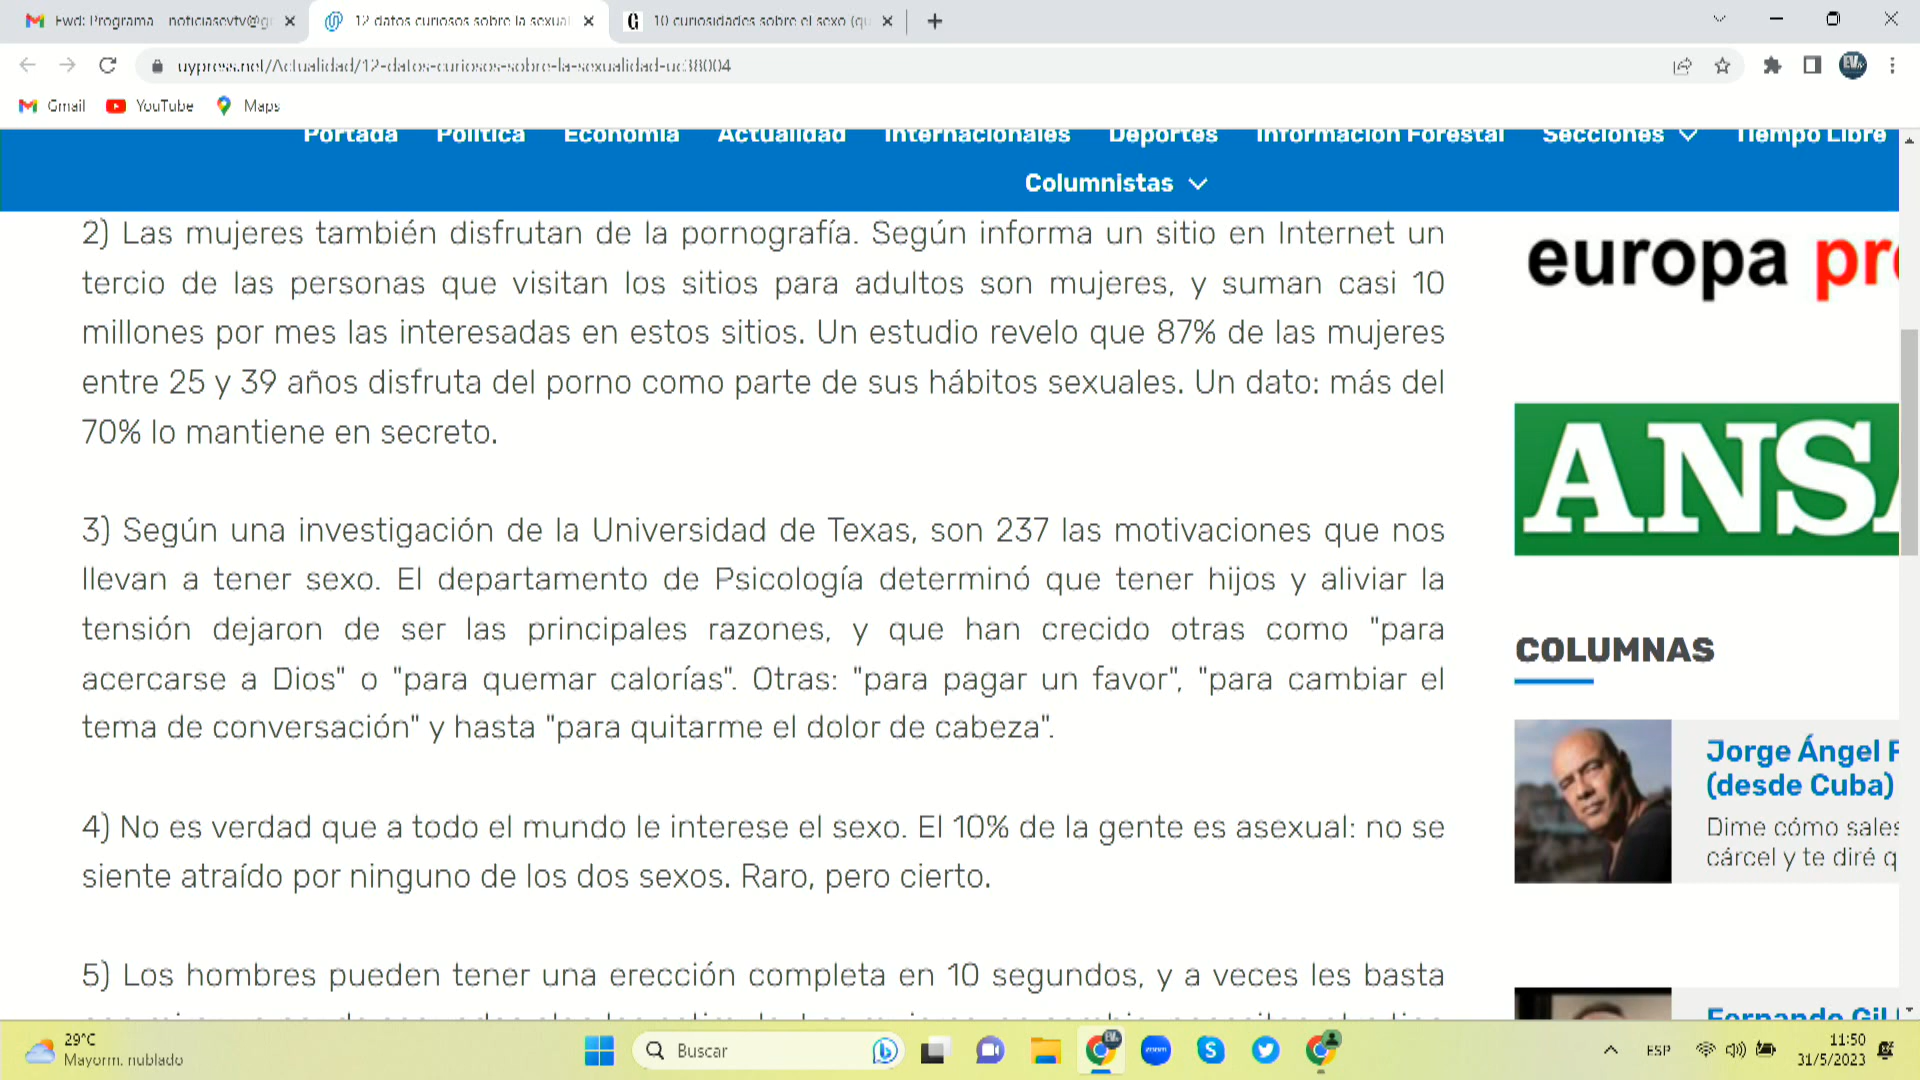 Fwd: Programa - noticiasevtv@g
12 datos curiosos sobre la sexual
G 10 curiosidades sobre el sexo (qu
uypress.net//Actualidad/12-datos-curiosos-sobre-la-sexualidad-uc38004
EV
Gmail YouTube Maps
Portada Política Economía Actualidad Internacionales Deportes Información Forestal Secciones Tiempo Libre
Columnistas
2) Las mujeres también disfrutan de la pornografía. Según informa un sitio en Internet un
tercio de las personas que visitan los sitios para adultos son mujeres, y suman casi 10
millones por mes las interesadas en estos sitios. Un estudio revelo que 87% de las mujeres
entre 25 y 39 años disfruta del porno como parte de sus hábitos sexuales. Un dato: más del
70% lo mantiene en secreto.
3) Según una investigación de la Universidad de Texas, son 237 las motivaciones que nos
llevan a tener sexo. El departamento de Psicología determinó que tener hijos y aliviar la
tensión dejaron de ser las principales razones, y que han crecido otras como "para
acercarse a Dios" o "para quemar calorías". Otras: "para pagar un favor", "para cambiar el
tema de conversación" y hasta "para quitarme el dolor de cabeza".
4) No es verdad que a todo el mundo le interese el sexo. El 10% de la gente es asexual: no se
siente atraído por ninguno de los dos sexos. Raro, pero cierto.
5) Los hombres pueden tener una erección completa en 10 segundos, y a veces les basta
europa pr
ANS
COLUMNAS
Jorge Ángel
(desde Cuba)
Dime cómo sales
cárcel y te diré q
Fernando Gil
29°C
Mayorm. nublado
Buscar
zoom
ESP
11:50
31/5/2023